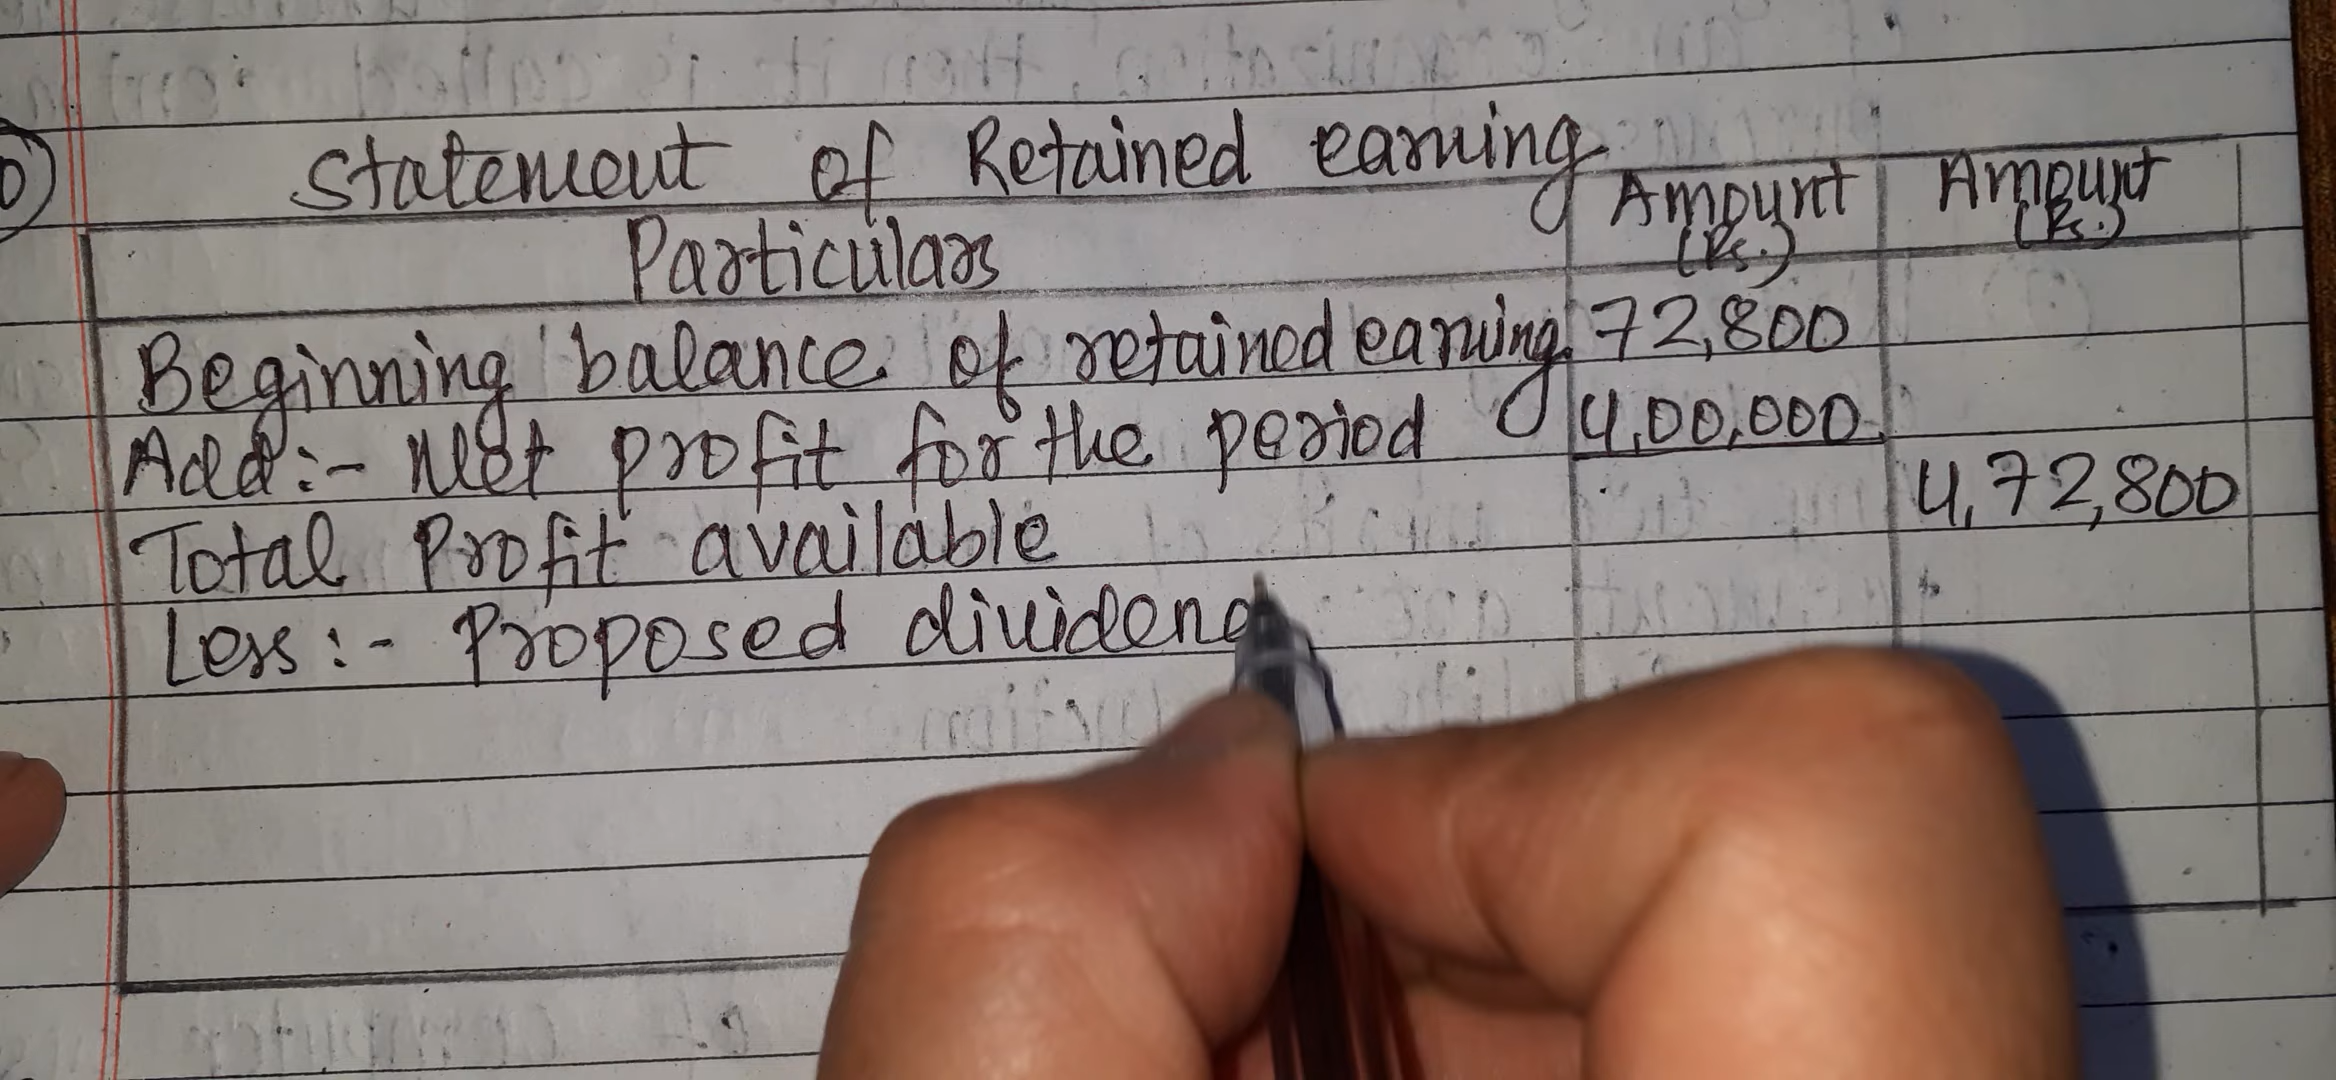 Statement of Retained earning
Particulars Amount (Rs.) Amount (Rs.)
Beginning balance of retained earning 72,800
Add:- Net profit for the period 4,00,000
Total Profit available 4,72,800
Less:- Proposed dividend